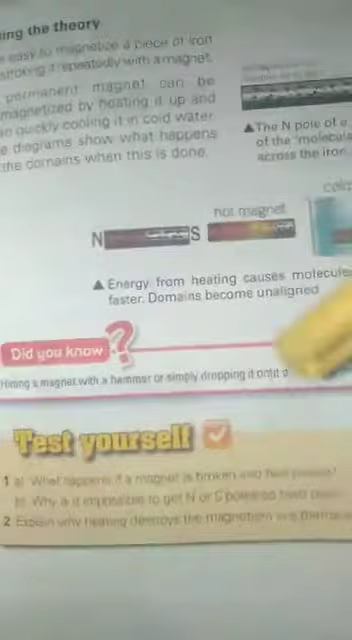 ing the theory
easy to magnetize a piece of iron
stroking it repeatedly with a magnet.
permanent magnet can be
magnetized by heating it up and
quickly cooling it in cold water.
diagrams show what happens
the domains when this is done.
▲The N pole of a
of the 'molecula
across the iron.
hot magnet
N S
▲ Energy from heating causes molecule
faster. Domains become unaligned
Did you know ?
Hitting a magnet with a hammer or simply dropping it onto a
Test yourself
1 a) What happens if a magnet is broken into two pieces?
b) Why is it impossible to get N or S poles on their own?
2 Explain why heating destroys the magnetism in a